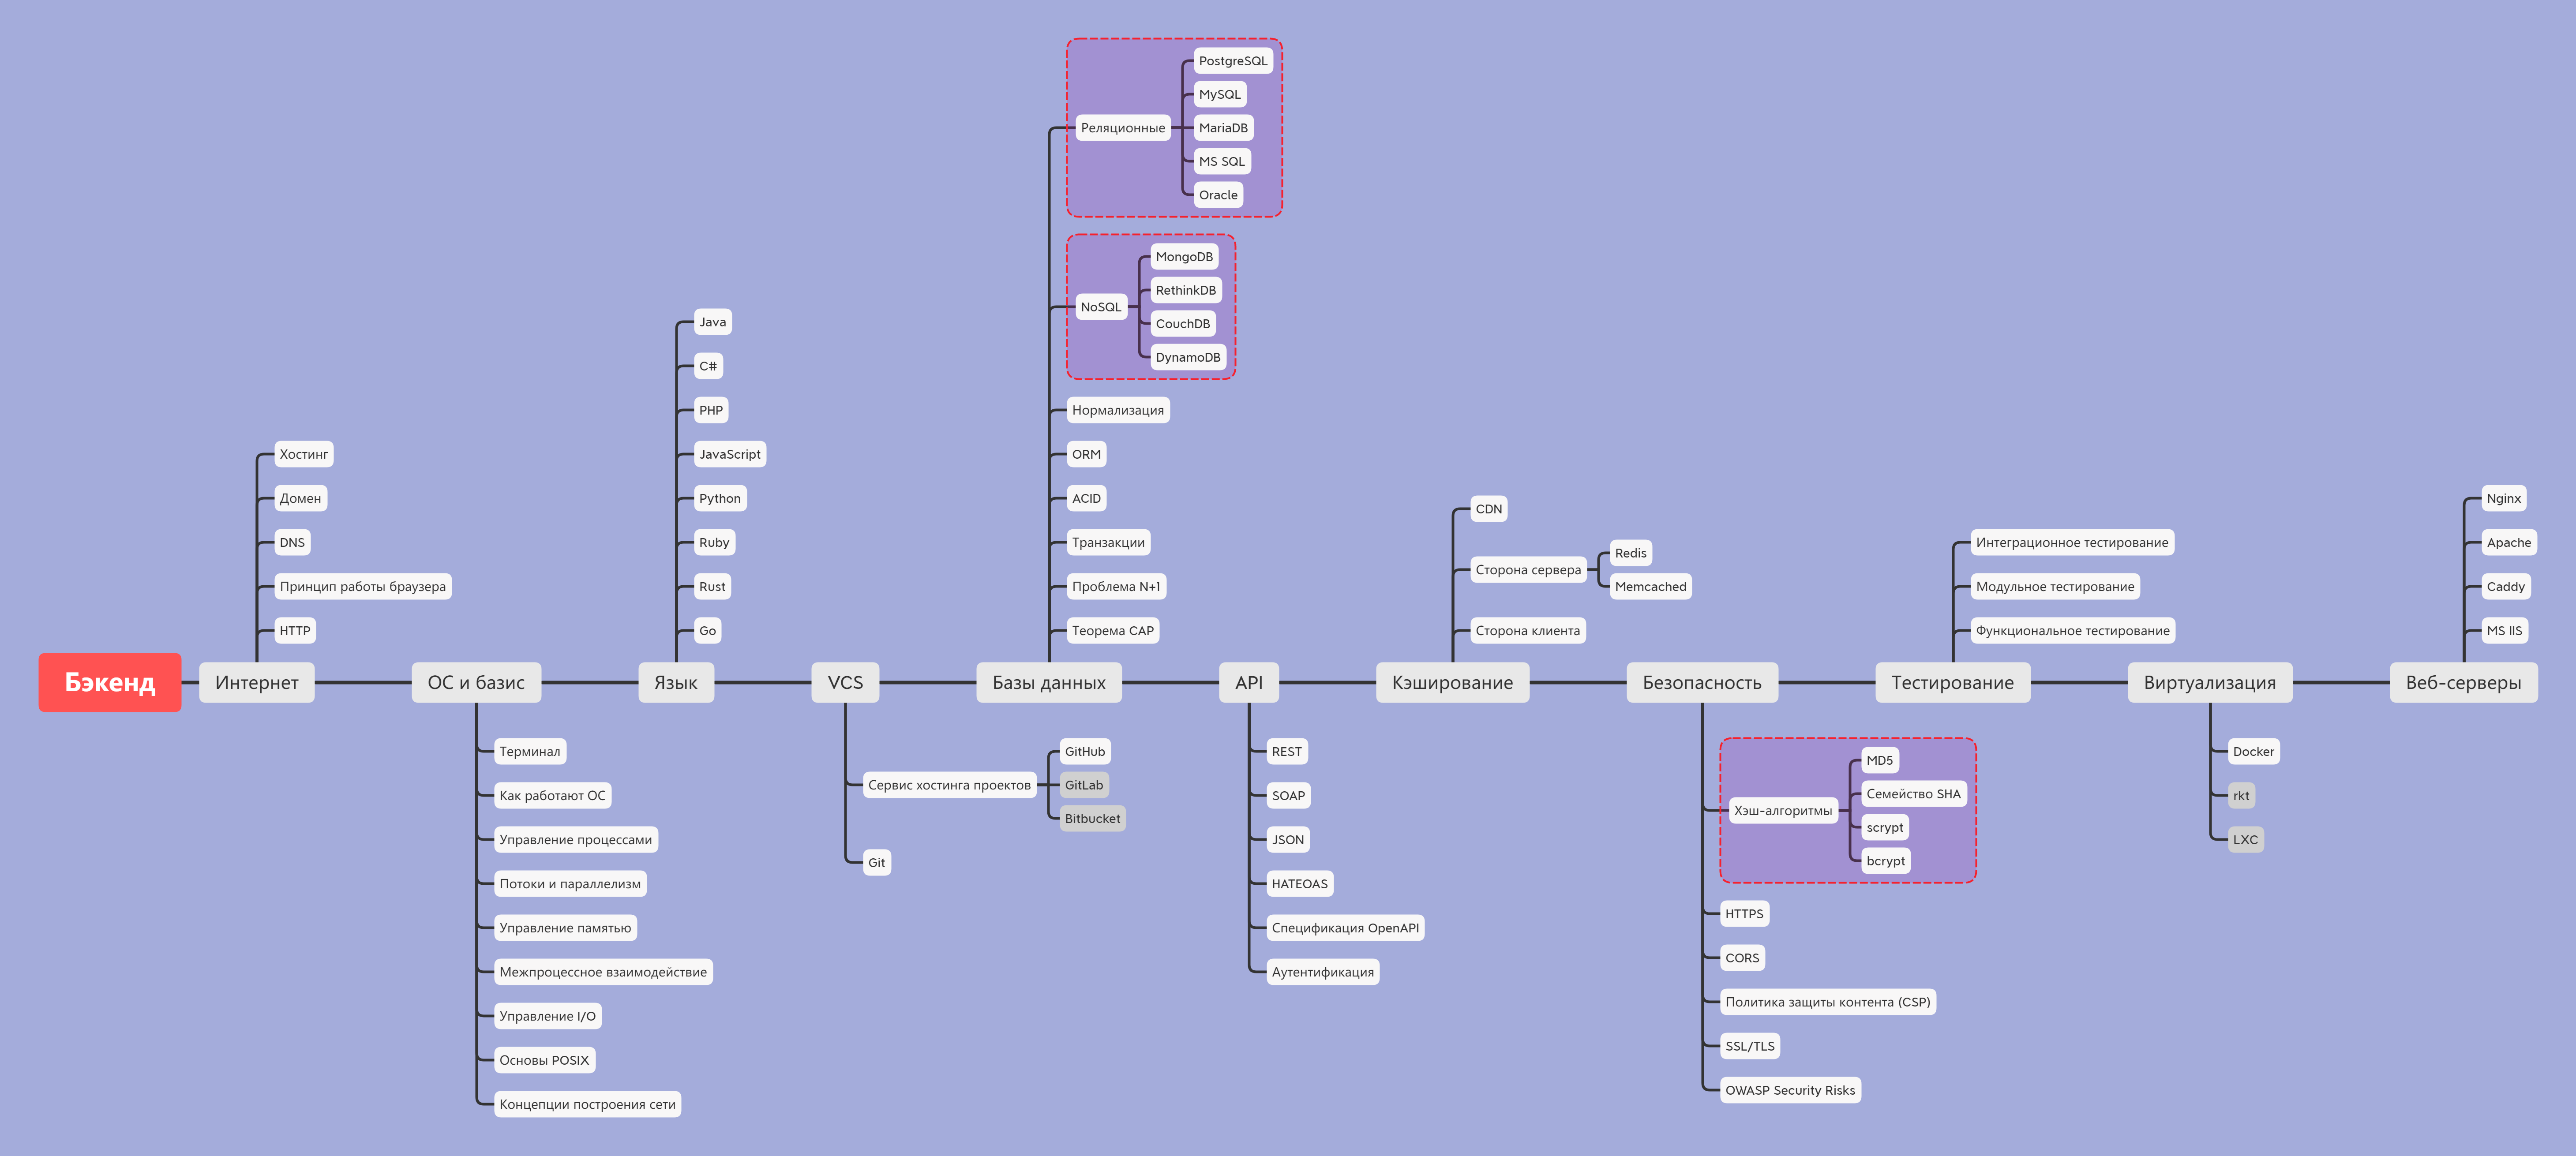 Бэкенд
Интернет
Хостинг
Домен
DNS
Принцип работы браузера
HTTP
ОС и базис
Терминал
Как работают ОС
Управление процессами
Потоки и параллелизм
Управление памятью
Межпроцессное взаимодействие
Управление I/O
Основы POSIX
Концепции построения сети
Язык
Java
C#
PHP
JavaScript
Python
Ruby
Rust
Go
VCS
Сервис хостинга проектов
GitHub
GitLab
Bitbucket
Git
Базы данных
Реляционные
PostgreSQL
MySQL
MariaDB
MS SQL
Oracle
NoSQL
MongoDB
RethinkDB
CouchDB
DynamoDB
Нормализация
ORM
ACID
Транзакции
Проблема N+1
Теорема CAP
API
REST
SOAP
JSON
HATEOAS
Спецификация OpenAPI
Аутентификация
Кэширование
CDN
Сторона сервера
Redis
Memcached
Сторона клиента
Безопасность
Хэш-алгоритмы
MD5
Семейство SHA
scrypt
bcrypt
HTTPS
CORS
Политика защиты контента (CSP)
SSL/TLS
OWASP Security Risks
Тестирование
Интеграционное тестирование
Модульное тестирование
Функциональное тестирование
Виртуализация
Docker
rkt
LXC
Веб-серверы
Nginx
Apache
Caddy
MS IIS